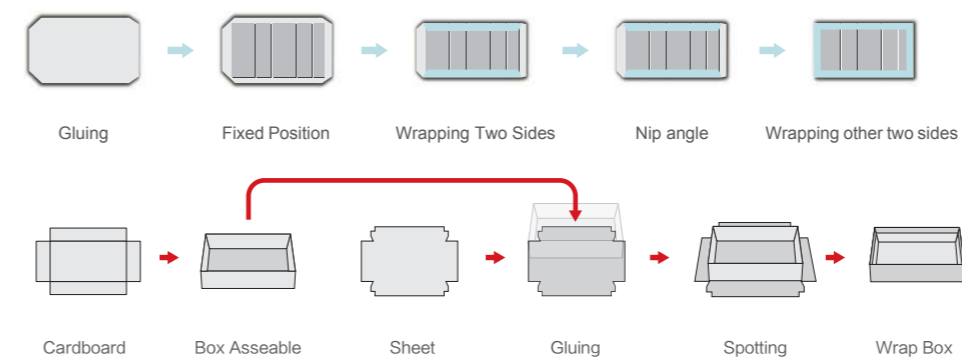 Gluing
Fixed Position
Wrapping Two Sides
Nip angle
Wrapping other two sides
Cardboard
Box Asseable
Sheet
Gluing
Spotting
Wrap Box